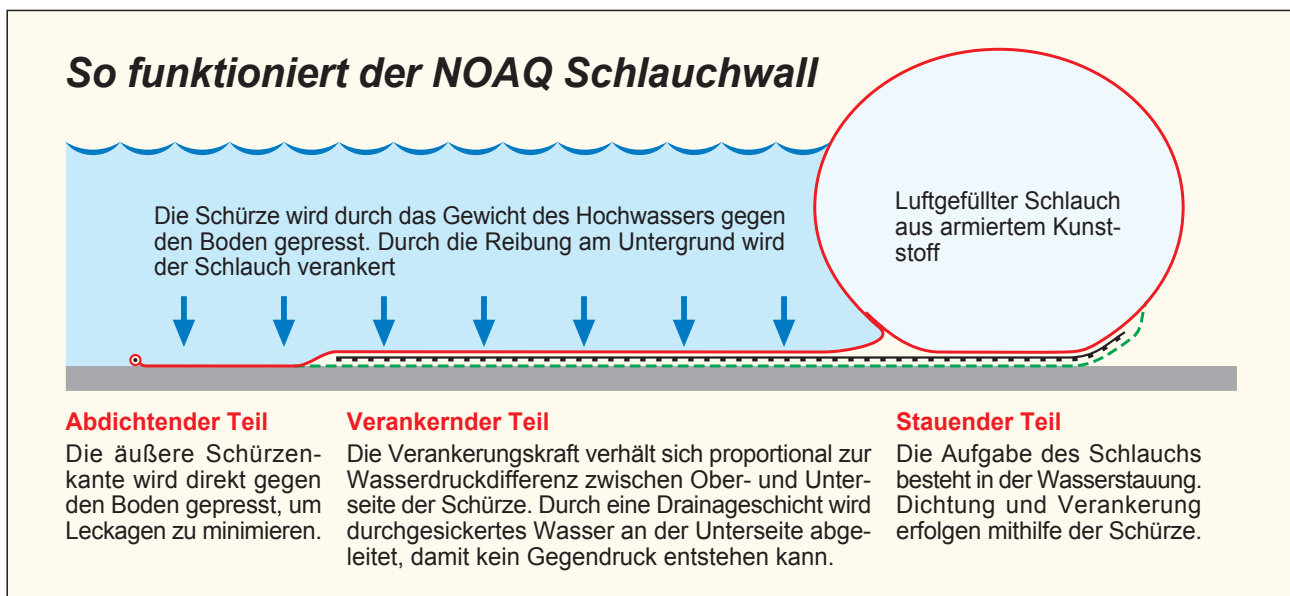 So funktioniert der NOAQ Schlauchwall
Die Schürze wird durch das Gewicht des Hochwassers gegen
den Boden gepresst. Durch die Reibung am Untergrund wird
der Schlauch verankert
Luftgefüllter Schlauch
aus armiertem Kunst-
stoff
Abdichtender Teil
Die äußere Schürzen-
kante wird direkt gegen
den Boden gepresst, um
Leckagen zu minimieren.
Verankernder Teil
Die Verankerungskraft verhält sich proportional zur
Wasserdruckdifferenz zwischen Ober- und Unter-
seite der Schürze. Durch eine Drainageschicht wird
durchgesickertes Wasser an der Unterseite abge-
leitet, damit kein Gegendruck entstehen kann.
Stauender Teil
Die Aufgabe des Schlauchs
besteht in der Wasserstauung.
Dichtung und Verankerung
erfolgen mithilfe der Schürze.